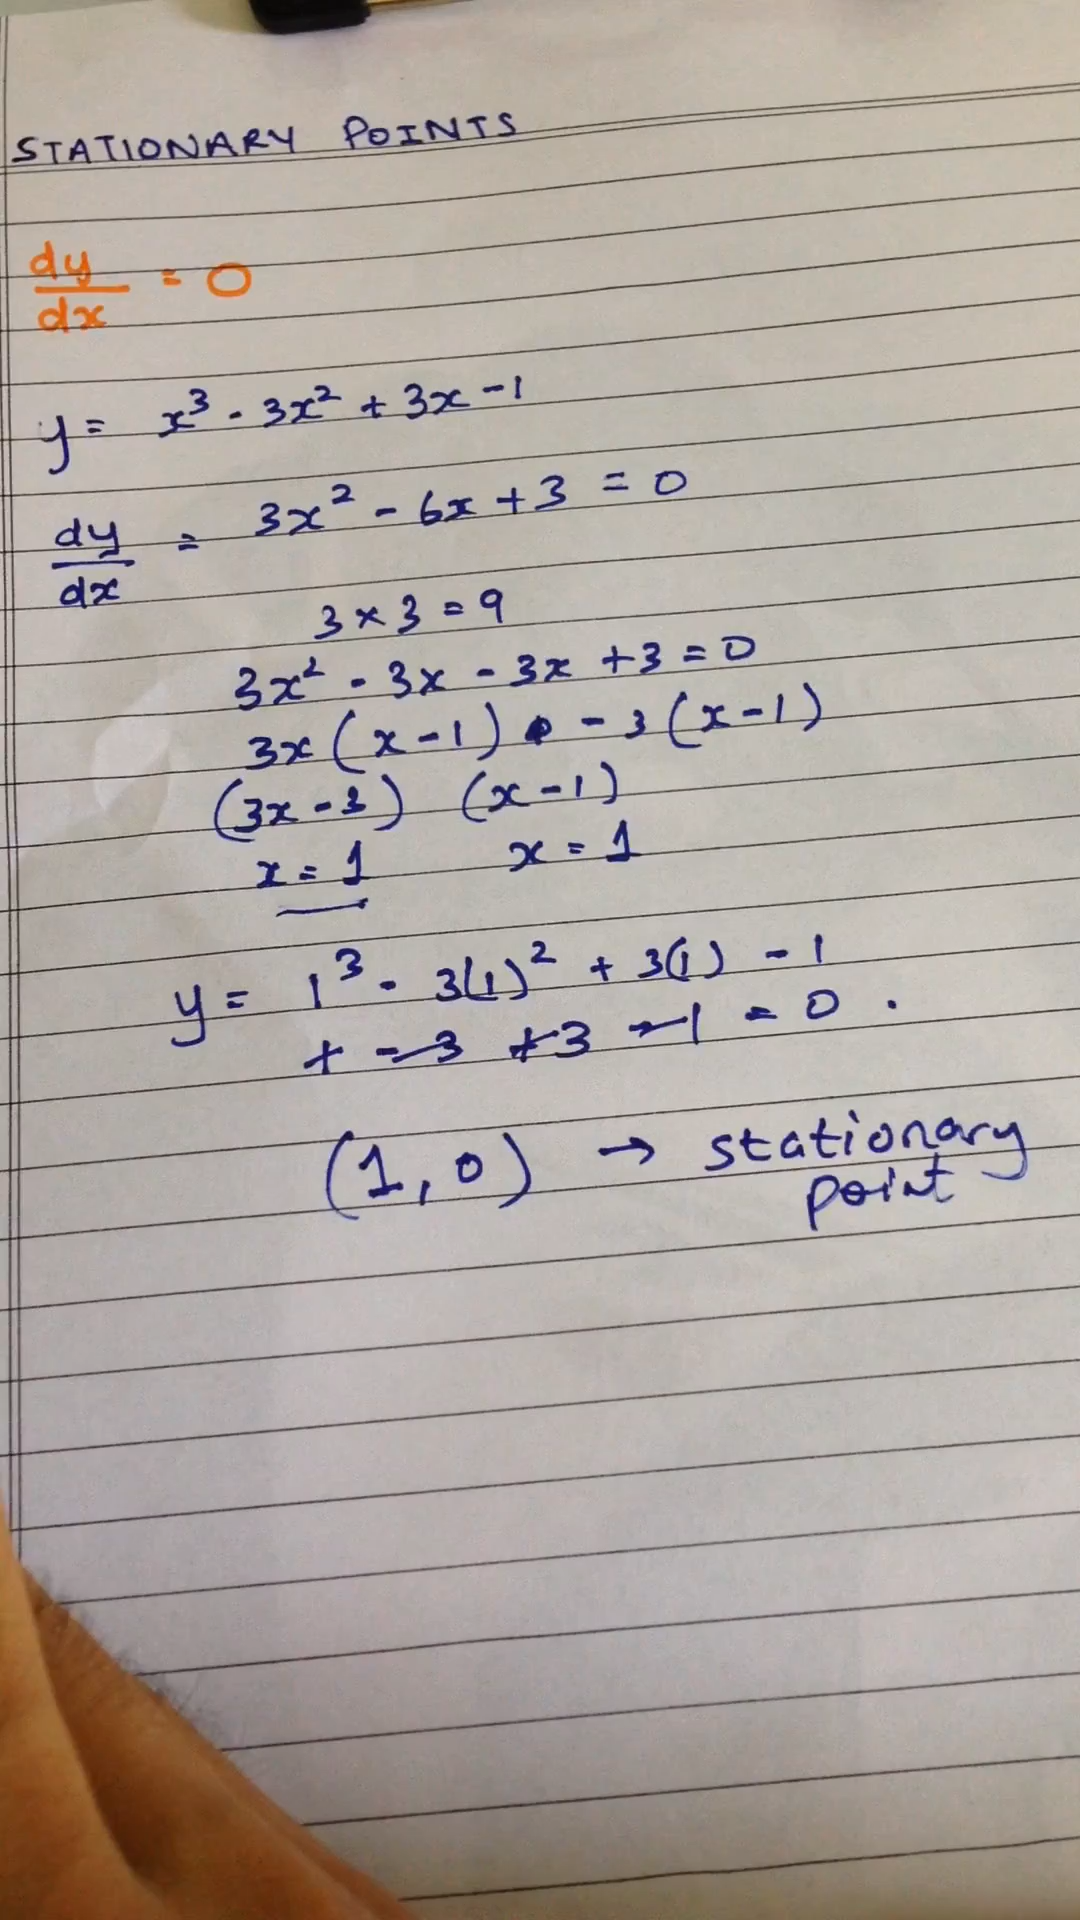 STATIONARY POINTS
dy/dx = 0
y = x³ - 3x² + 3x - 1
dy/dx = 3x² - 6x + 3 = 0
3 × 3 = 9
3x² - 3x - 3x + 3 = 0
3x(x-1) - 3(x-1)
(3x-3) (x-1)
x = 1 x = 1
y = 1³ - 3(1)² + 3(1) - 1
1 - 3 + 3 - 1 = 0 .
(1,0) → stationary
point